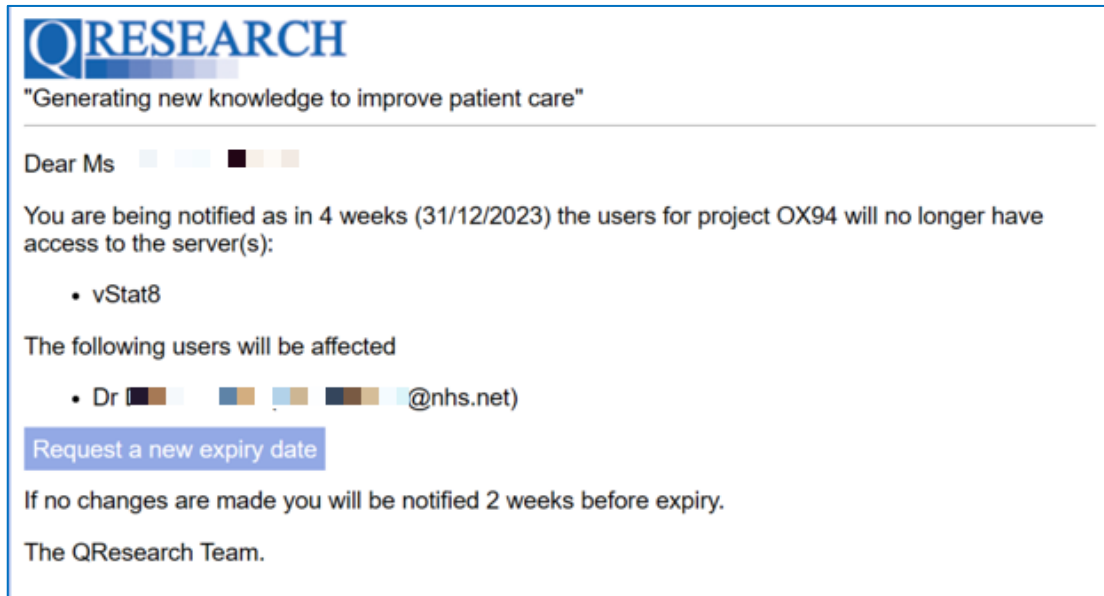 QRESEARCH
"Generating new knowledge to improve patient care"
Dear Ms
You are being notified as in 4 weeks (31/12/2023) the users for project OX94 will no longer have
access to the server(s):
• vStat8
The following users will be affected
• Dr @nhs.net)
Request a new expiry date
If no changes are made you will be notified 2 weeks before expiry.
The QResearch Team.